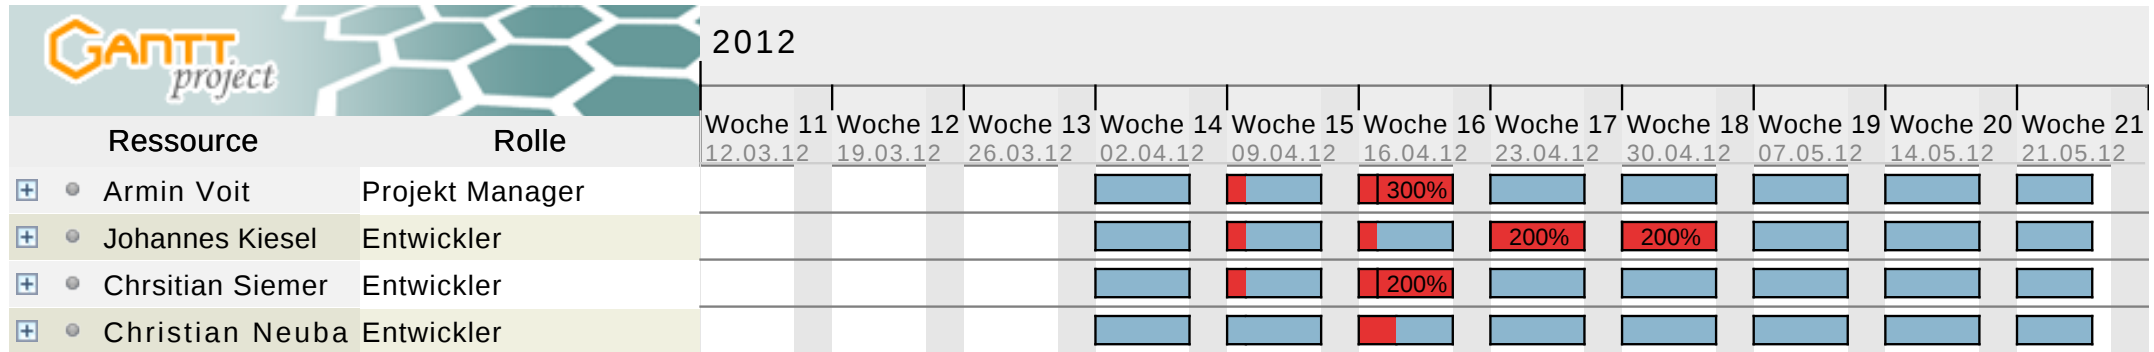 GANTT
project
2012
Ressource Rolle
Woche 11 Woche 12 Woche 13 Woche 14 Woche 15 Woche 16 Woche 17 Woche 18 Woche 19 Woche 20 Woche 21
12.03.12 19.03.12 26.03.12 02.04.12 09.04.12 16.04.12 23.04.12 30.04.12 07.05.12 14.05.12 21.05.12
Armin Voit Projekt Manager 300%
Johannes Kiesel Entwickler 200% 200%
Chrsitian Siemer Entwickler 200%
Christian Neuba Entwickler